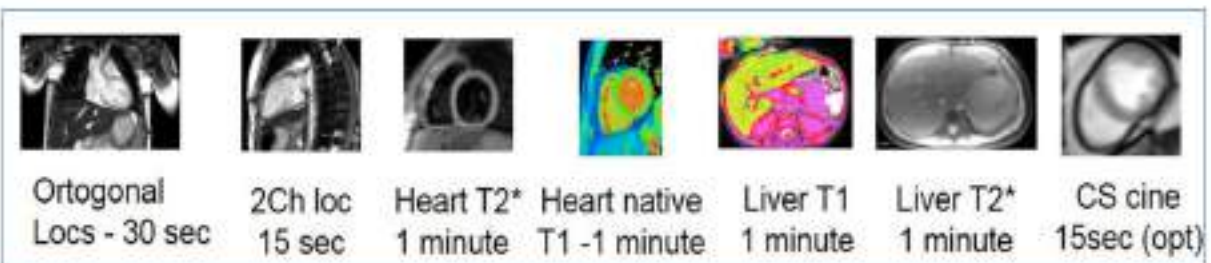 Ortogonal
Locs - 30 sec
2Ch loc
15 sec
Heart T2*
1 minute
Heart native
T1 -1 minute
Liver T1
1 minute
Liver T2*
1 minute
CS cine
15sec (opt)